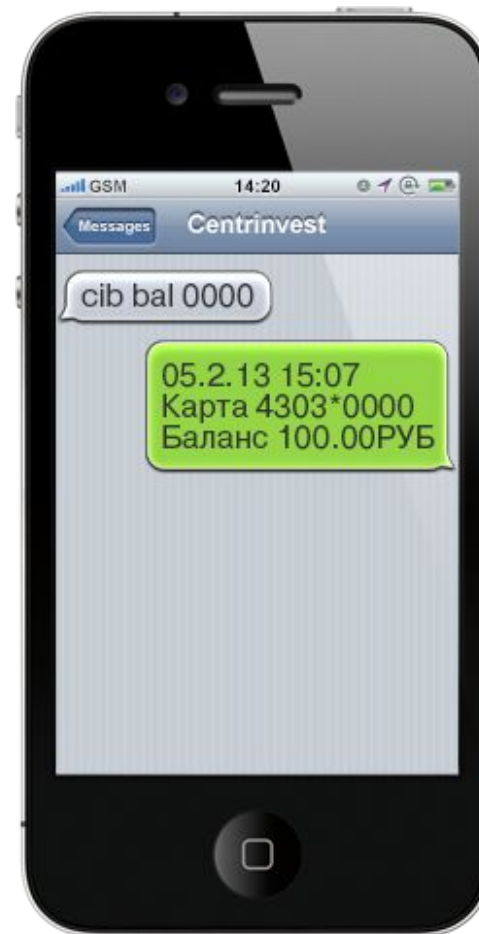 GSM 14:20
Messages Centrinvest
cib bal 0000
05.2.13 15:07
Карта 4303*0000
Баланс 100.00РУБ